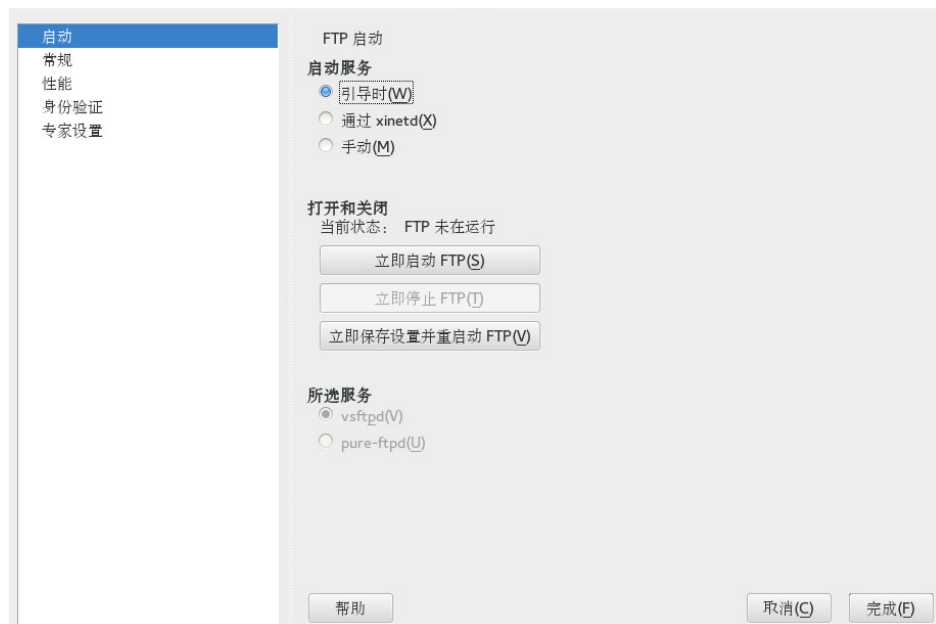 启动
常规
性能
身份验证
专家设置
FTP 启动
启动服务
引导时(W)
通过 xinetd(X)
手动(M)
打开和关闭
当前状态： FTP 未在运行
立即启动 FTP(S)
立即停止 FTP(T)
立即保存设置并重启动 FTP(V)
所选服务
vsftpd(V)
pure-ftpd(U)
帮助
取消(C)
完成(F)